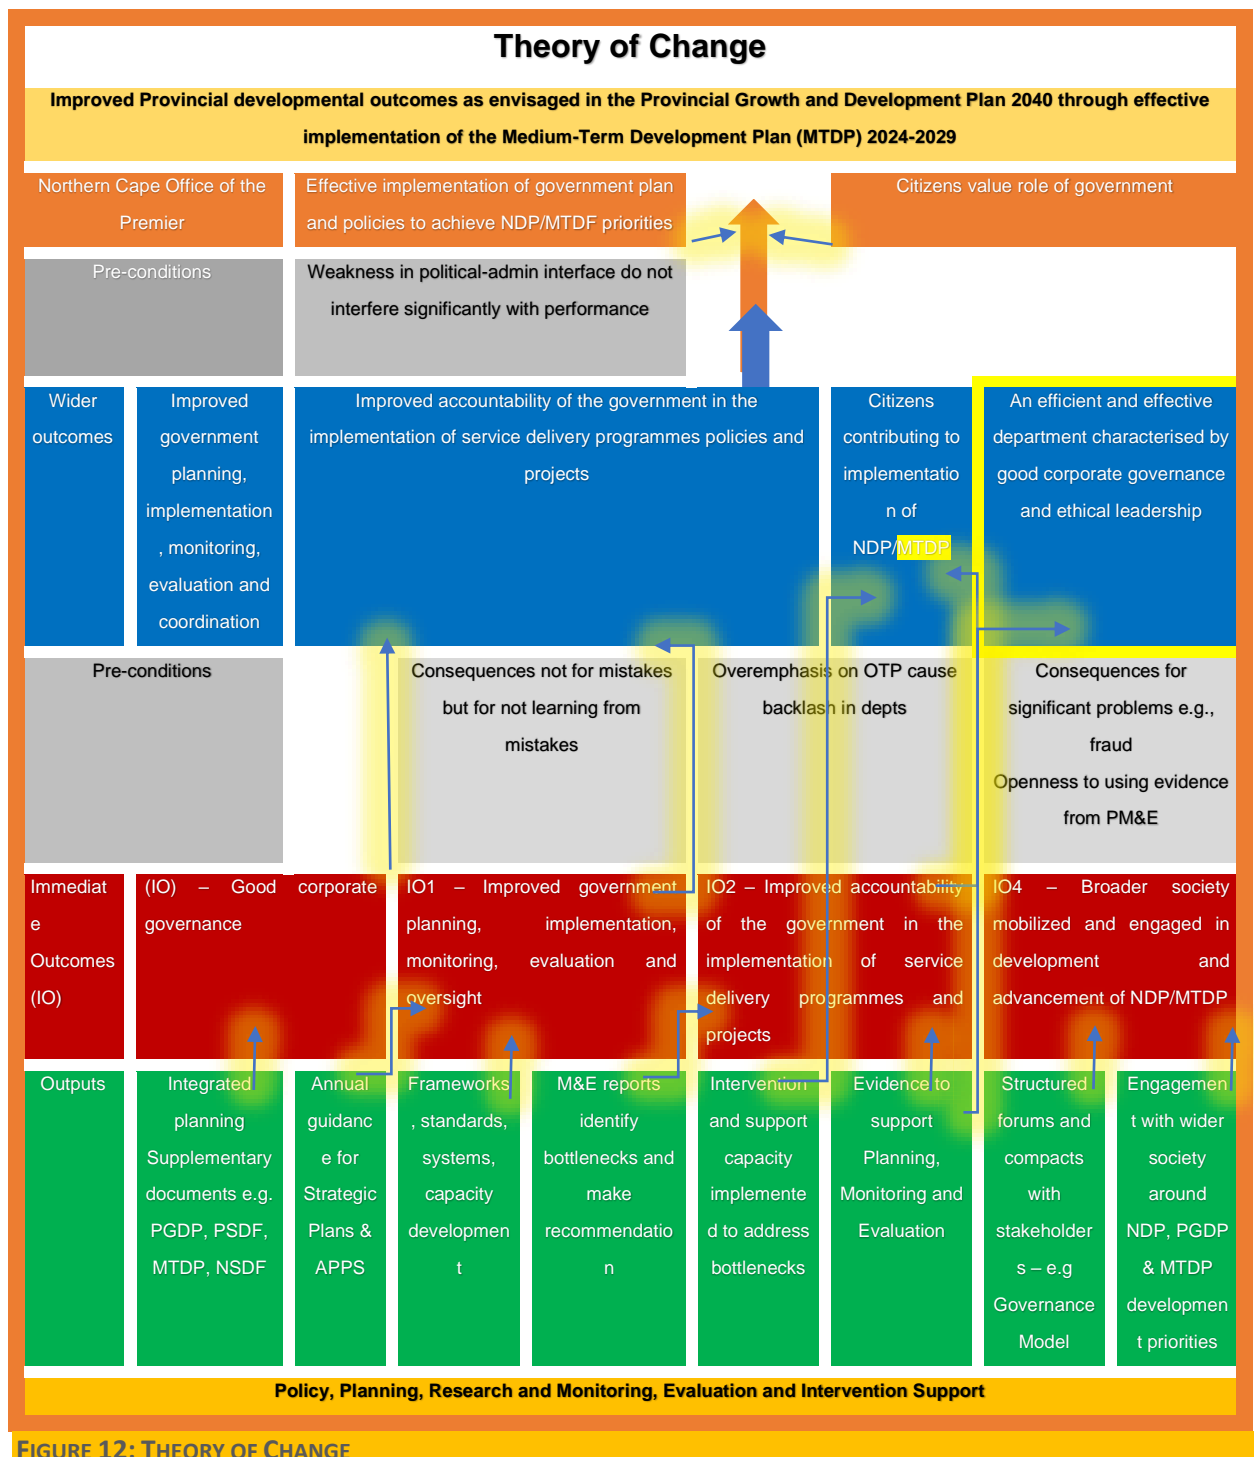 Theory of Change
Improved Provincial developmental outcomes as envisaged in the Provincial Growth and Development Plan 2040 through effective
implementation of the Medium-Term Development Plan (MTDP) 2024-2029
Northern Cape Office of the
Premier
Effective implementation of government plan
and policies to achieve NDP/MTDF priorities
Citizens value role of government
Pre-conditions
Weakness in political-admin interface do not
interfere significantly with performance
Wider
outcomes
Improved
government
planning,
implementation
, monitoring,
evaluation and
coordination
Improved accountability of the government in the
implementation of service delivery programmes policies and
projects
Citizens
contributing to
implementatio
n of
NDP/MTDP
An efficient and effective
department characterised by
good corporate governance
and ethical leadership
Pre-conditions
Consequences not for mistakes
but for not learning from
mistakes
Overemphasis on OTP cause
backlash in depts
Consequences for
significant problems e.g.,
fraud
Openness to using evidence
from PM&E
Immediat
e
Outcomes
(IO)
(IO) – Good corporate
governance
IO1 – Improved government
planning, implementation,
monitoring, evaluation and
oversight
IO2 – Improved accountability
of the government in the
implementation of service
delivery programmes and
projects
IO4 – Broader society
mobilized and engaged in
development and
advancement of NDP/MTDP
Outputs
Integrated
planning
Supplementary
documents e.g.
PGDP, PSDF,
MTDP, NSDF
Annual
guidanc
e for
Strategic
Plans &
APPS
Frameworks
, standards,
systems,
capacity
developmen
t
M&E reports
identify
bottlenecks and
make
recommendatio
n
Intervention
and support
capacity
implemente
d to address
bottlenecks
Evidence to
support
Planning,
Monitoring and
Evaluation
Structured
forums and
compacts
with
stakeholder
s – e.g
Governance
Model
Engagemen
t with wider
society
around
NDP, PGDP
& MTDP
developmen
t priorities
Policy, Planning, Research and Monitoring, Evaluation and Intervention Support
FIGURE 12: THEORY OF CHANGE